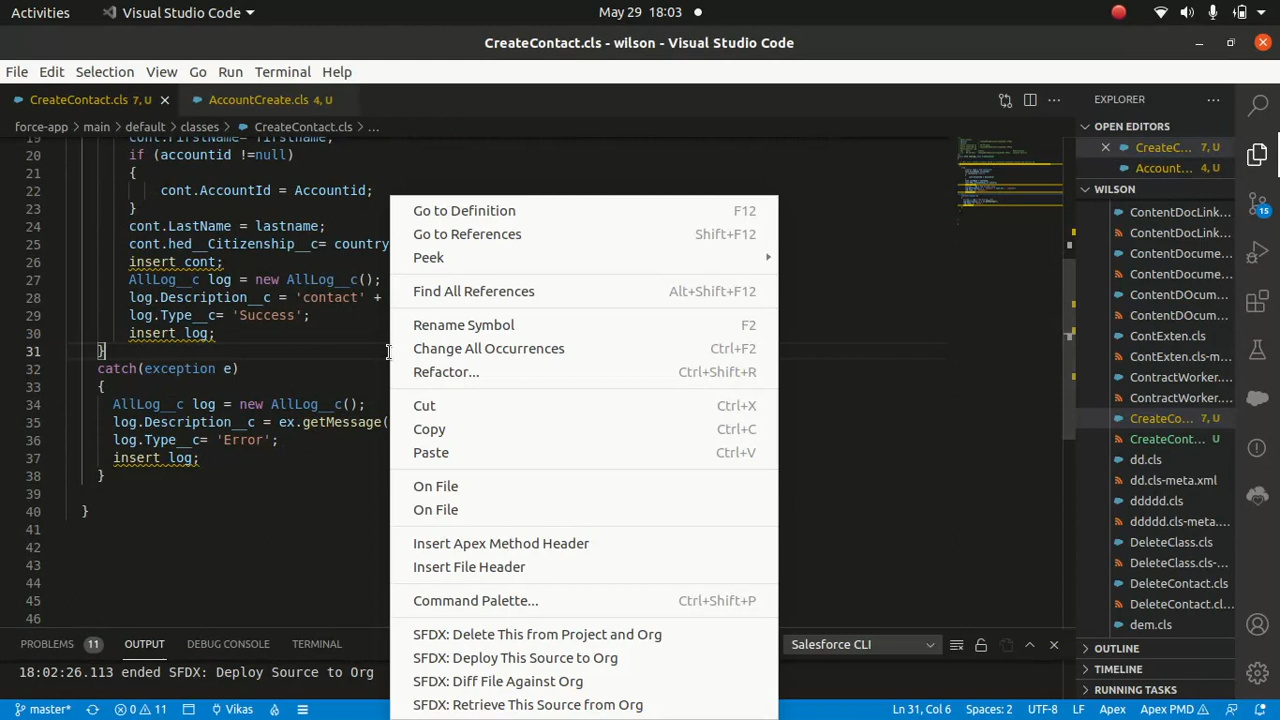 Activities
Visual Studio Code
May 29 18:03
CreateContact.cls - wilson - Visual Studio Code
File Edit Selection View Go Run Terminal Help
CreateContact.cls 7, U
AccountCreate.cls 4, U
EXPLORER
force-app main default classes CreateContact.cls ...
OPEN EDITORS
CreateC... 7, U
Account... 4, U
WILSON
20 if (accountid !=null)
21 {
22 cont.AccountId = Accountid;
23 }
24 cont.LastName = lastname;
25 cont.hed__Citizenship__c= country
26 insert cont;
27 AllLog__c log = new AllLog__c();
28 log.Description__c = 'contact' +
29 log.Type__c= 'Success';
30 insert log;
31 }
32 catch(exception e)
33 {
34 AllLog__c log = new AllLog__c();
35 log.Description__c = ex.getMessage(
36 log.Type__c= 'Error';
37 insert log;
38 }
39
40 }
41
42
43
44
45
46
Go to Definition F12
Go to References Shift+F12
Peek
Find All References Alt+Shift+F12
Rename Symbol F2
Change All Occurrences Ctrl+F2
Refactor... Ctrl+Shift+R
Cut Ctrl+X
Copy Ctrl+C
Paste Ctrl+V
On File
On File
Insert Apex Method Header
Insert File Header
Command Palette... Ctrl+Shift+P
SFDX: Delete This from Project and Org
SFDX: Deploy This Source to Org
SFDX: Diff File Against Org
SFDX: Retrieve This Source from Org
ContentDocLink...
ContentDocLink...
ContentDocume...
ContentDocume...
ContentDOcum...
ContentDOcum...
ContExten.cls
ContExten.cls-m...
ContractWorker....
ContractWorker....
CreateCo... 7, U
CreateCont... U
dd.cls
dd.cls-meta.xml
ddddd.cls
ddddd.cls-meta...
DeleteClass.cls
DeleteClass.cls-...
DeleteContact.cls
DeleteContact.cl...
dem.cls
OUTLINE
TIMELINE
RUNNING TASKS
15
PROBLEMS 11 OUTPUT DEBUG CONSOLE TERMINAL
Salesforce CLI
18:02:26.113 ended SFDX: Deploy Source to Org
master* 0 11 Vikas
Ln 31, Col 6 Spaces: 2 UTF-8 LF Apex Apex PMD